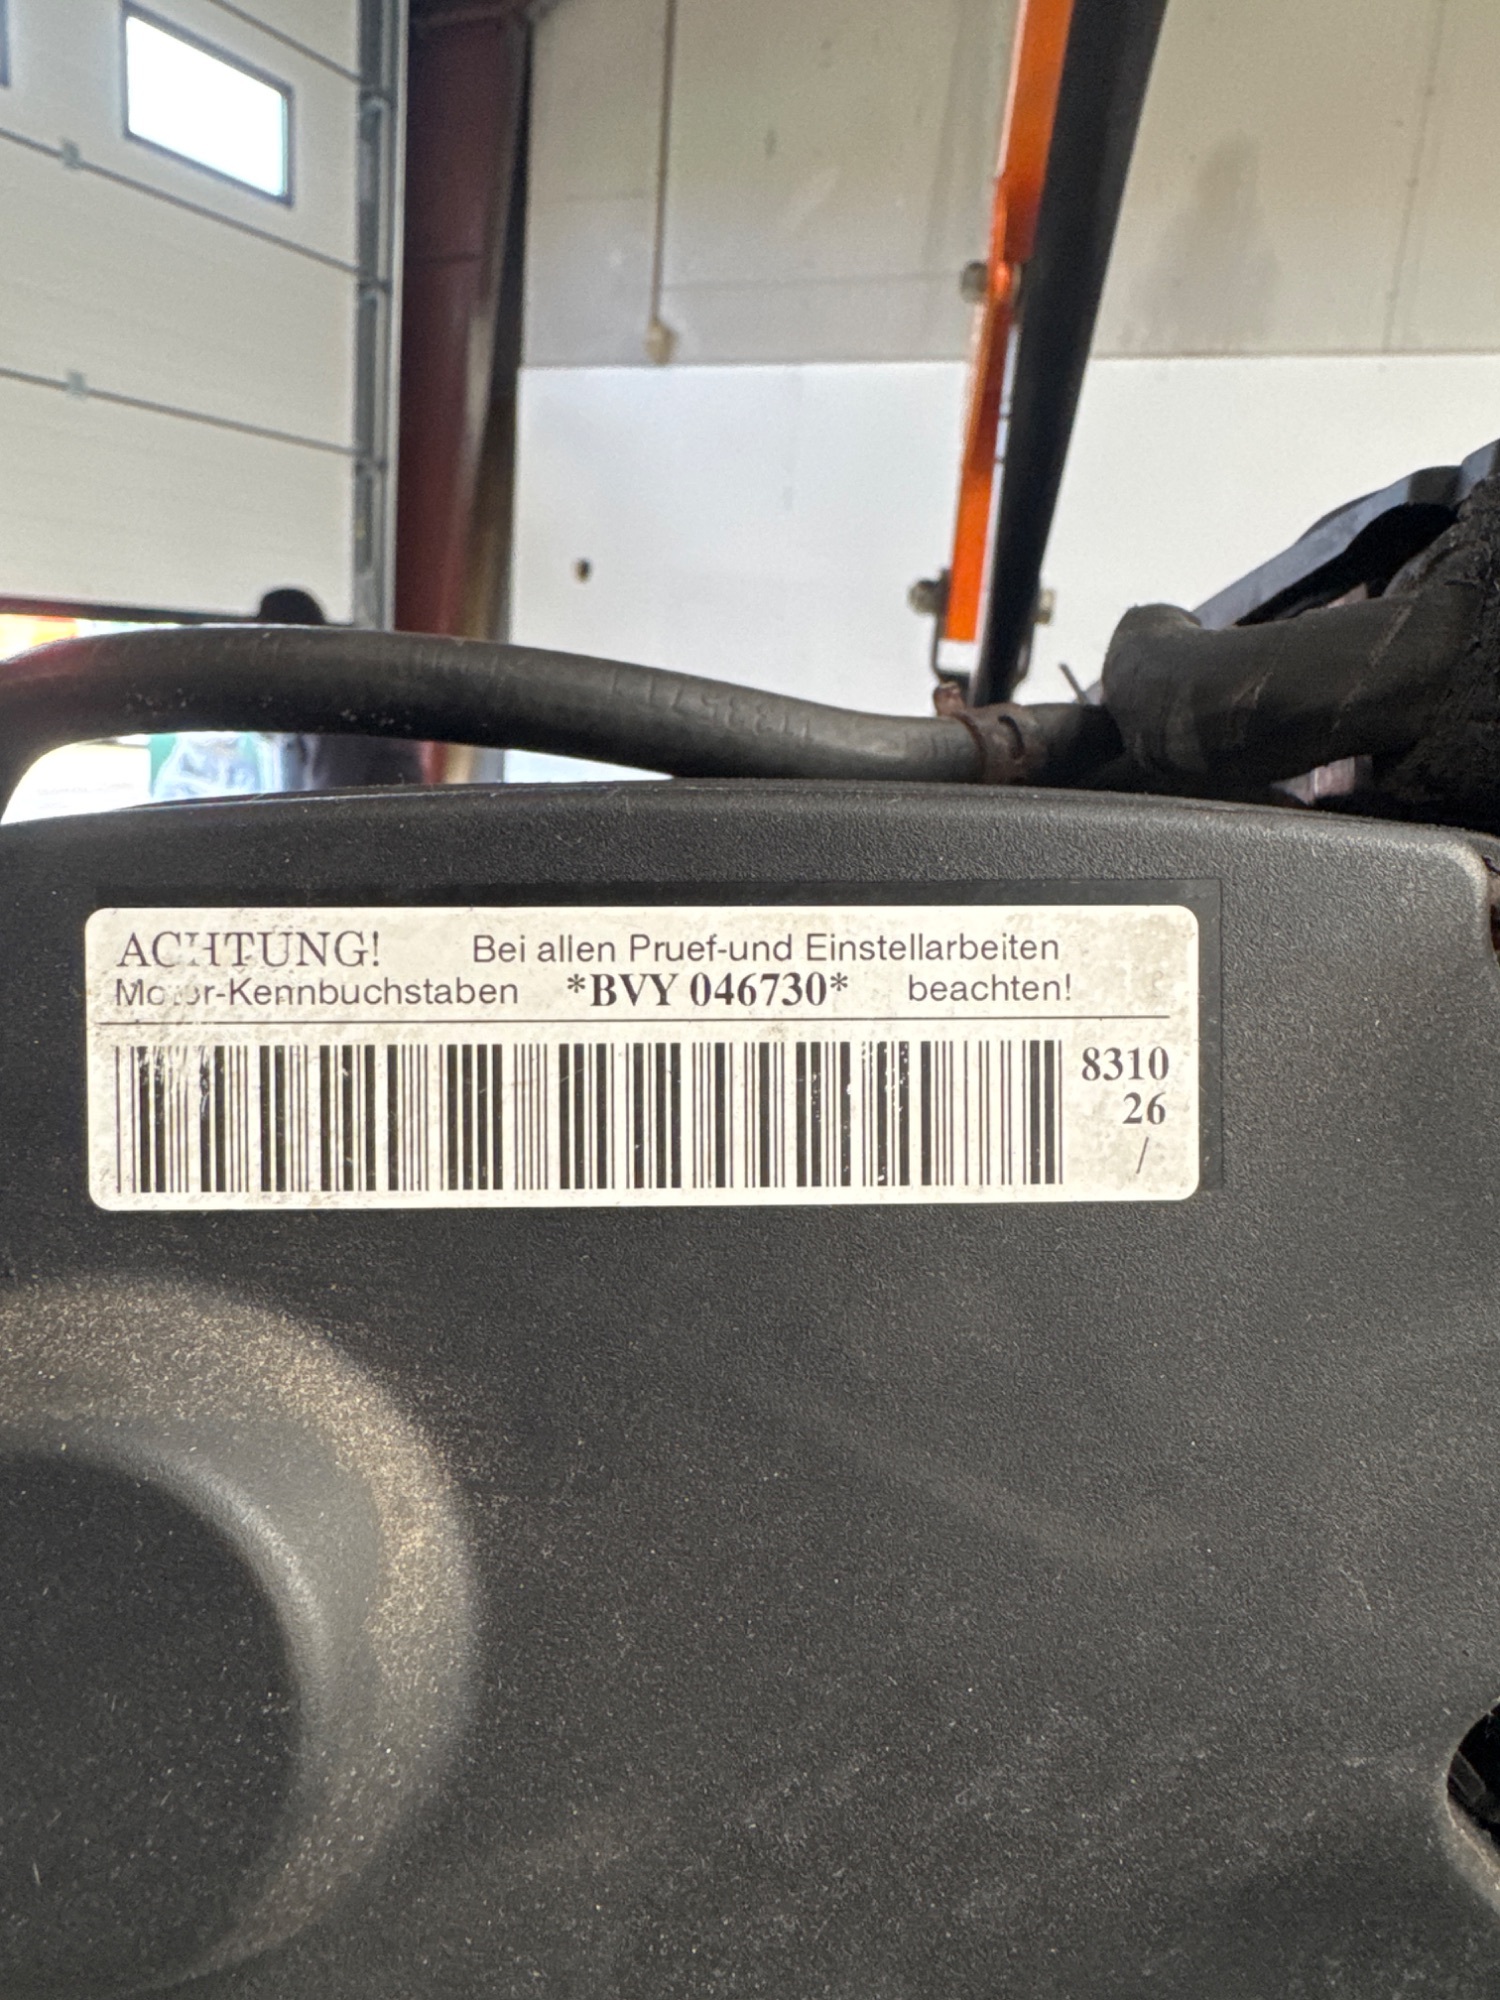 ACHTUNG! Bei allen Pruef-und Einstellarbeiten
Motor-Kennbuchstaben *BVY 046730* beachten!
8310
26
/